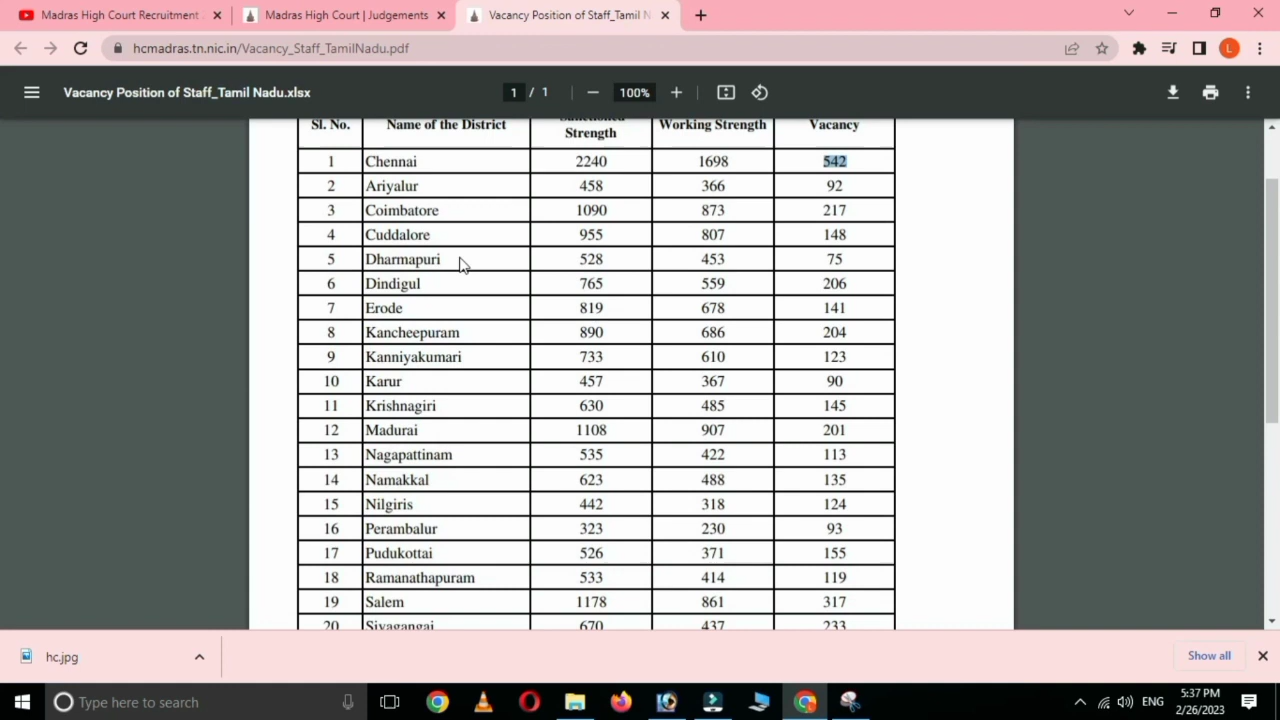 Madras High Court Recruitment
Madras High Court | Judgements
Vacancy Position of Staff_Tamil N
hcmadras.tn.nic.in/Vacancy_Staff_TamilNadu.pdf
L
Vacancy Position of Staff_Tamil Nadu.xlsx
1 / 1
100%
Sl. No. Name of the District Sanctioned Strength Working Strength Vacancy
1 Chennai 2240 1698 542
2 Ariyalur 458 366 92
3 Coimbatore 1090 873 217
4 Cuddalore 955 807 148
5 Dharmapuri 528 453 75
6 Dindigul 765 559 206
7 Erode 819 678 141
8 Kancheepuram 890 686 204
9 Kanniyakumari 733 610 123
10 Karur 457 367 90
11 Krishnagiri 630 485 145
12 Madurai 1108 907 201
13 Nagapattinam 535 422 113
14 Namakkal 623 488 135
15 Nilgiris 442 318 124
16 Perambalur 323 230 93
17 Pudukottai 526 371 155
18 Ramanathapuram 533 414 119
19 Salem 1178 861 317
20 Sivagangai 670 437 233
hc.jpg
Show all
Type here to search
ENG
5:37 PM
2/26/2023